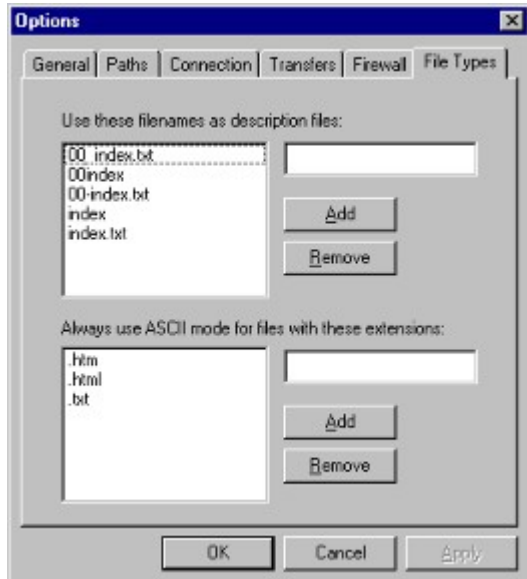 Options
General Paths Connection Transfers Firewall File Types
Use these filenames as description files:
00_index.txt
00index
00-index.txt
index
index.txt
Add
Remove
Always use ASCII mode for files with these extensions:
.htm
.html
.txt
Add
Remove
OK Cancel Apply